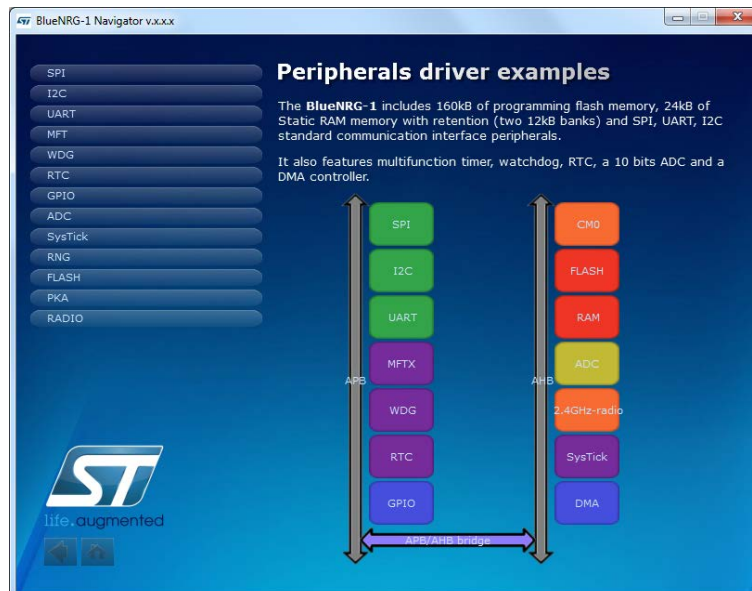 BlueNRG-1 Navigator v.x.x.x
SPI
I2C
UART
MFT
WDG
RTC
GPIO
ADC
SysTick
RNG
FLASH
PKA
RADIO
Peripherals driver examples
The BlueNRG-1 includes 160kB of programming flash memory, 24kB of
Static RAM memory with retention (two 12kB banks) and SPI, UART, I2C
standard communication interface peripherals.
It also features multifunction timer, watchdog, RTC, a 10 bits ADC and a
DMA controller.
APB
SPI
I2C
UART
MFTX
WDG
RTC
GPIO
AHB
CM0
FLASH
RAM
ADC
2.4GHz-radio
SysTick
DMA
APB/AHB bridge
ST
life.augmented